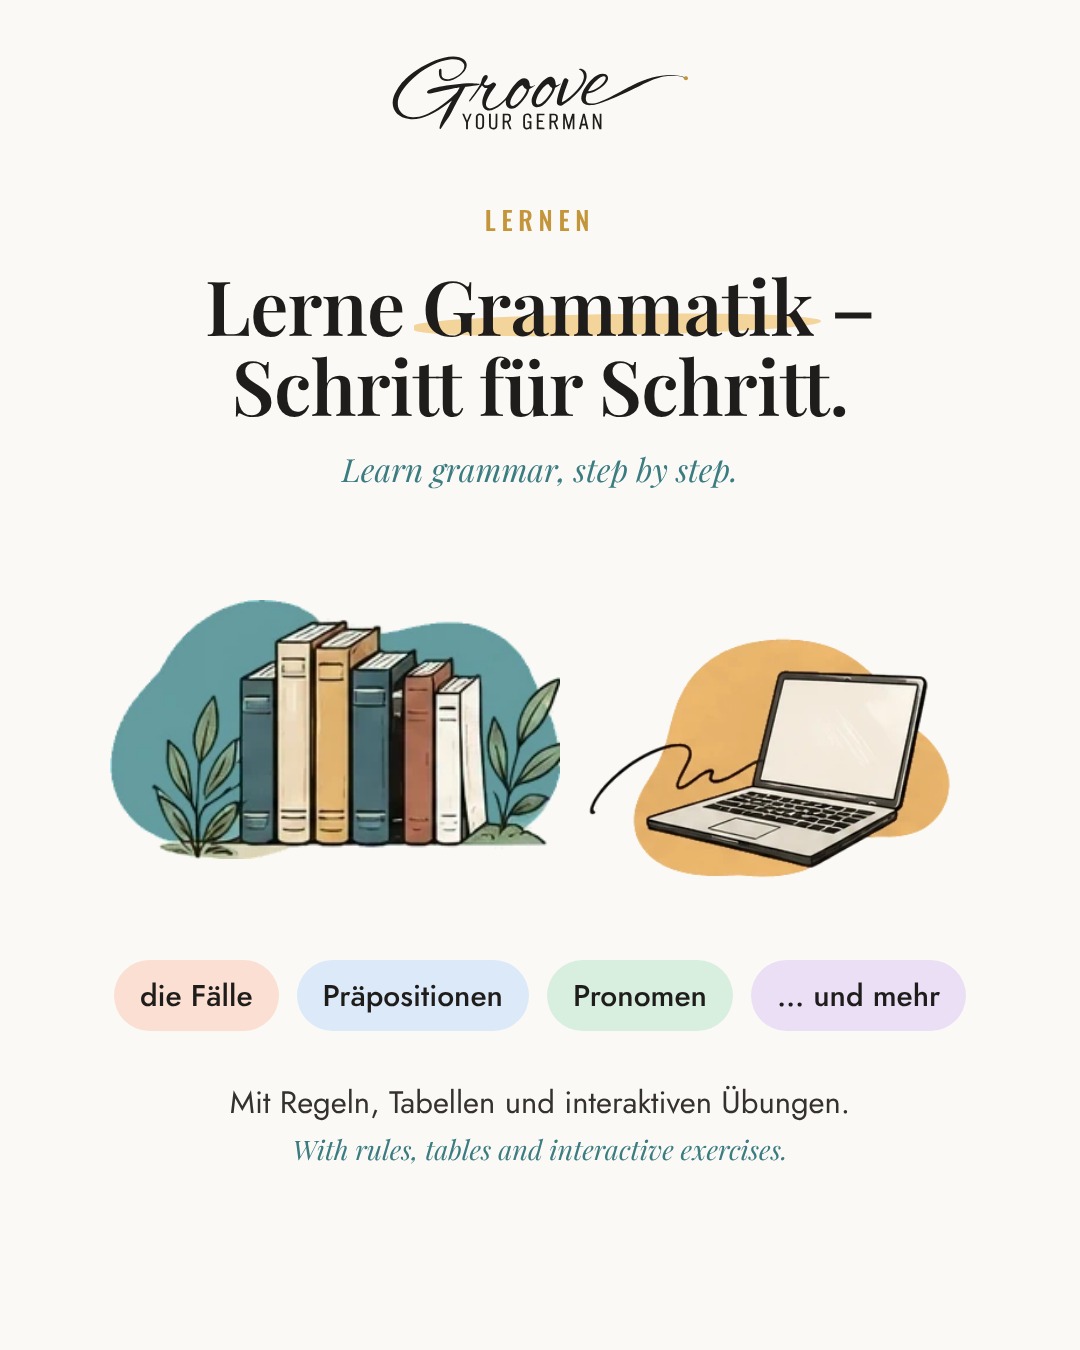 Groove
YOUR GERMAN
LERNEN
Lerne Grammatik –
Schritt für Schritt.
Learn grammar, step by step.
die Fälle Präpositionen Pronomen ... und mehr
Mit Regeln, Tabellen und interaktiven Übungen.
With rules, tables and interactive exercises.